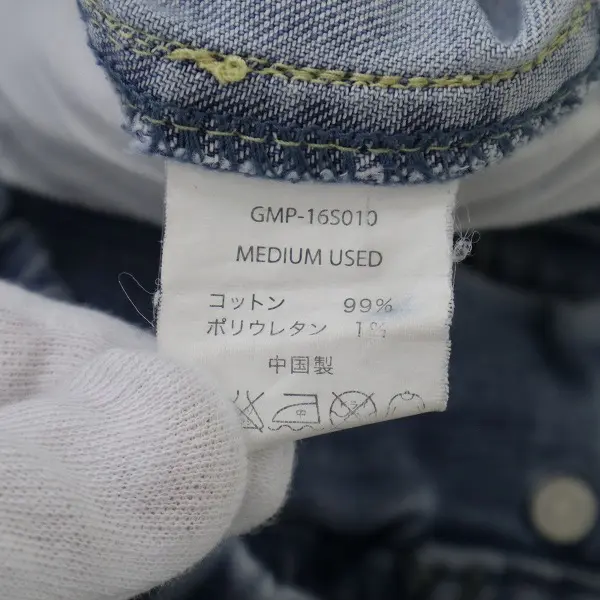 GMP-16S010
MEDIUM USED
コットン 99%
ポリウレタン 1%
中国製
中